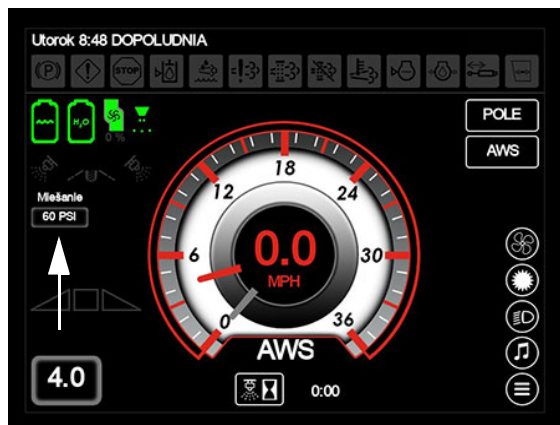 Utorok 8:48 DOPOLUDNIA
(P) STOP
H₂O
0 %
POLE
AWS
Miešanie
60 PSI
0
6
12
18
24
30
36
0.0
MPH
AWS
4.0
0:00